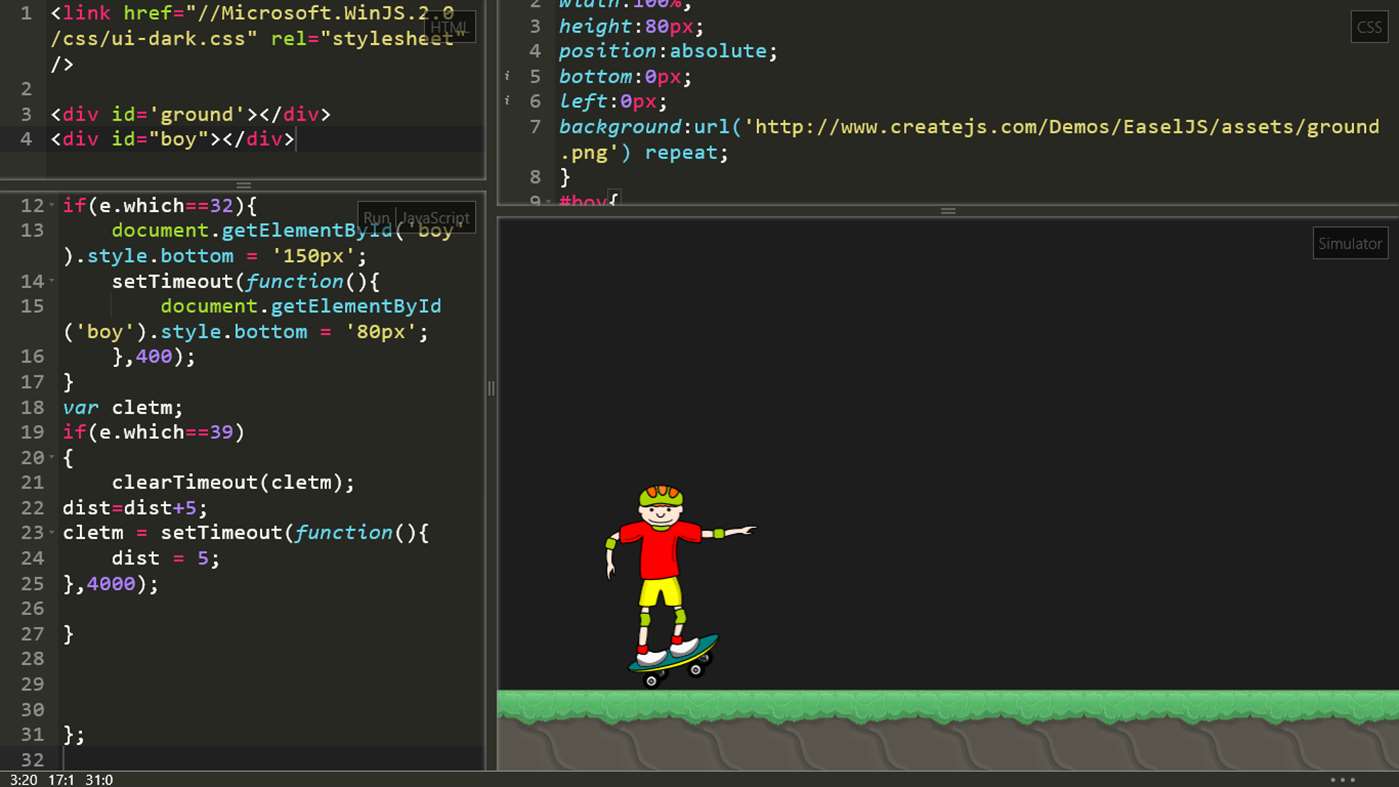 1 <link href="//Microsoft.WinJS.2.0
/css/ui-dark.css" rel="stylesheet"
/>
HTML
2
3 <div id='ground'></div>
4 <div id="boy"></div>
12 if(e.which==32){
Run JavaScript
13 document.getElementById('boy'
).style.bottom = '150px';
14 setTimeout(function(){
15 document.getElementById
('boy').style.bottom = '80px';
16 },400);
17 }
18 var cletm;
19 if(e.which==39)
20 {
21 clearTimeout(cletm);
22 dist=dist+5;
23 cletm = setTimeout(function(){
24 dist = 5;
25 },4000);
26
27 }
28
29
30
31 };
32
3:20 17:1 31:0
2 width:100%;
CSS
3 height:80px;
4 position:absolute;
i 5 bottom:0px;
i 6 left:0px;
7 background:url('http://www.createjs.com/Demos/EaselJS/assets/ground
.png') repeat;
8 }
9 #boy{
Simulator